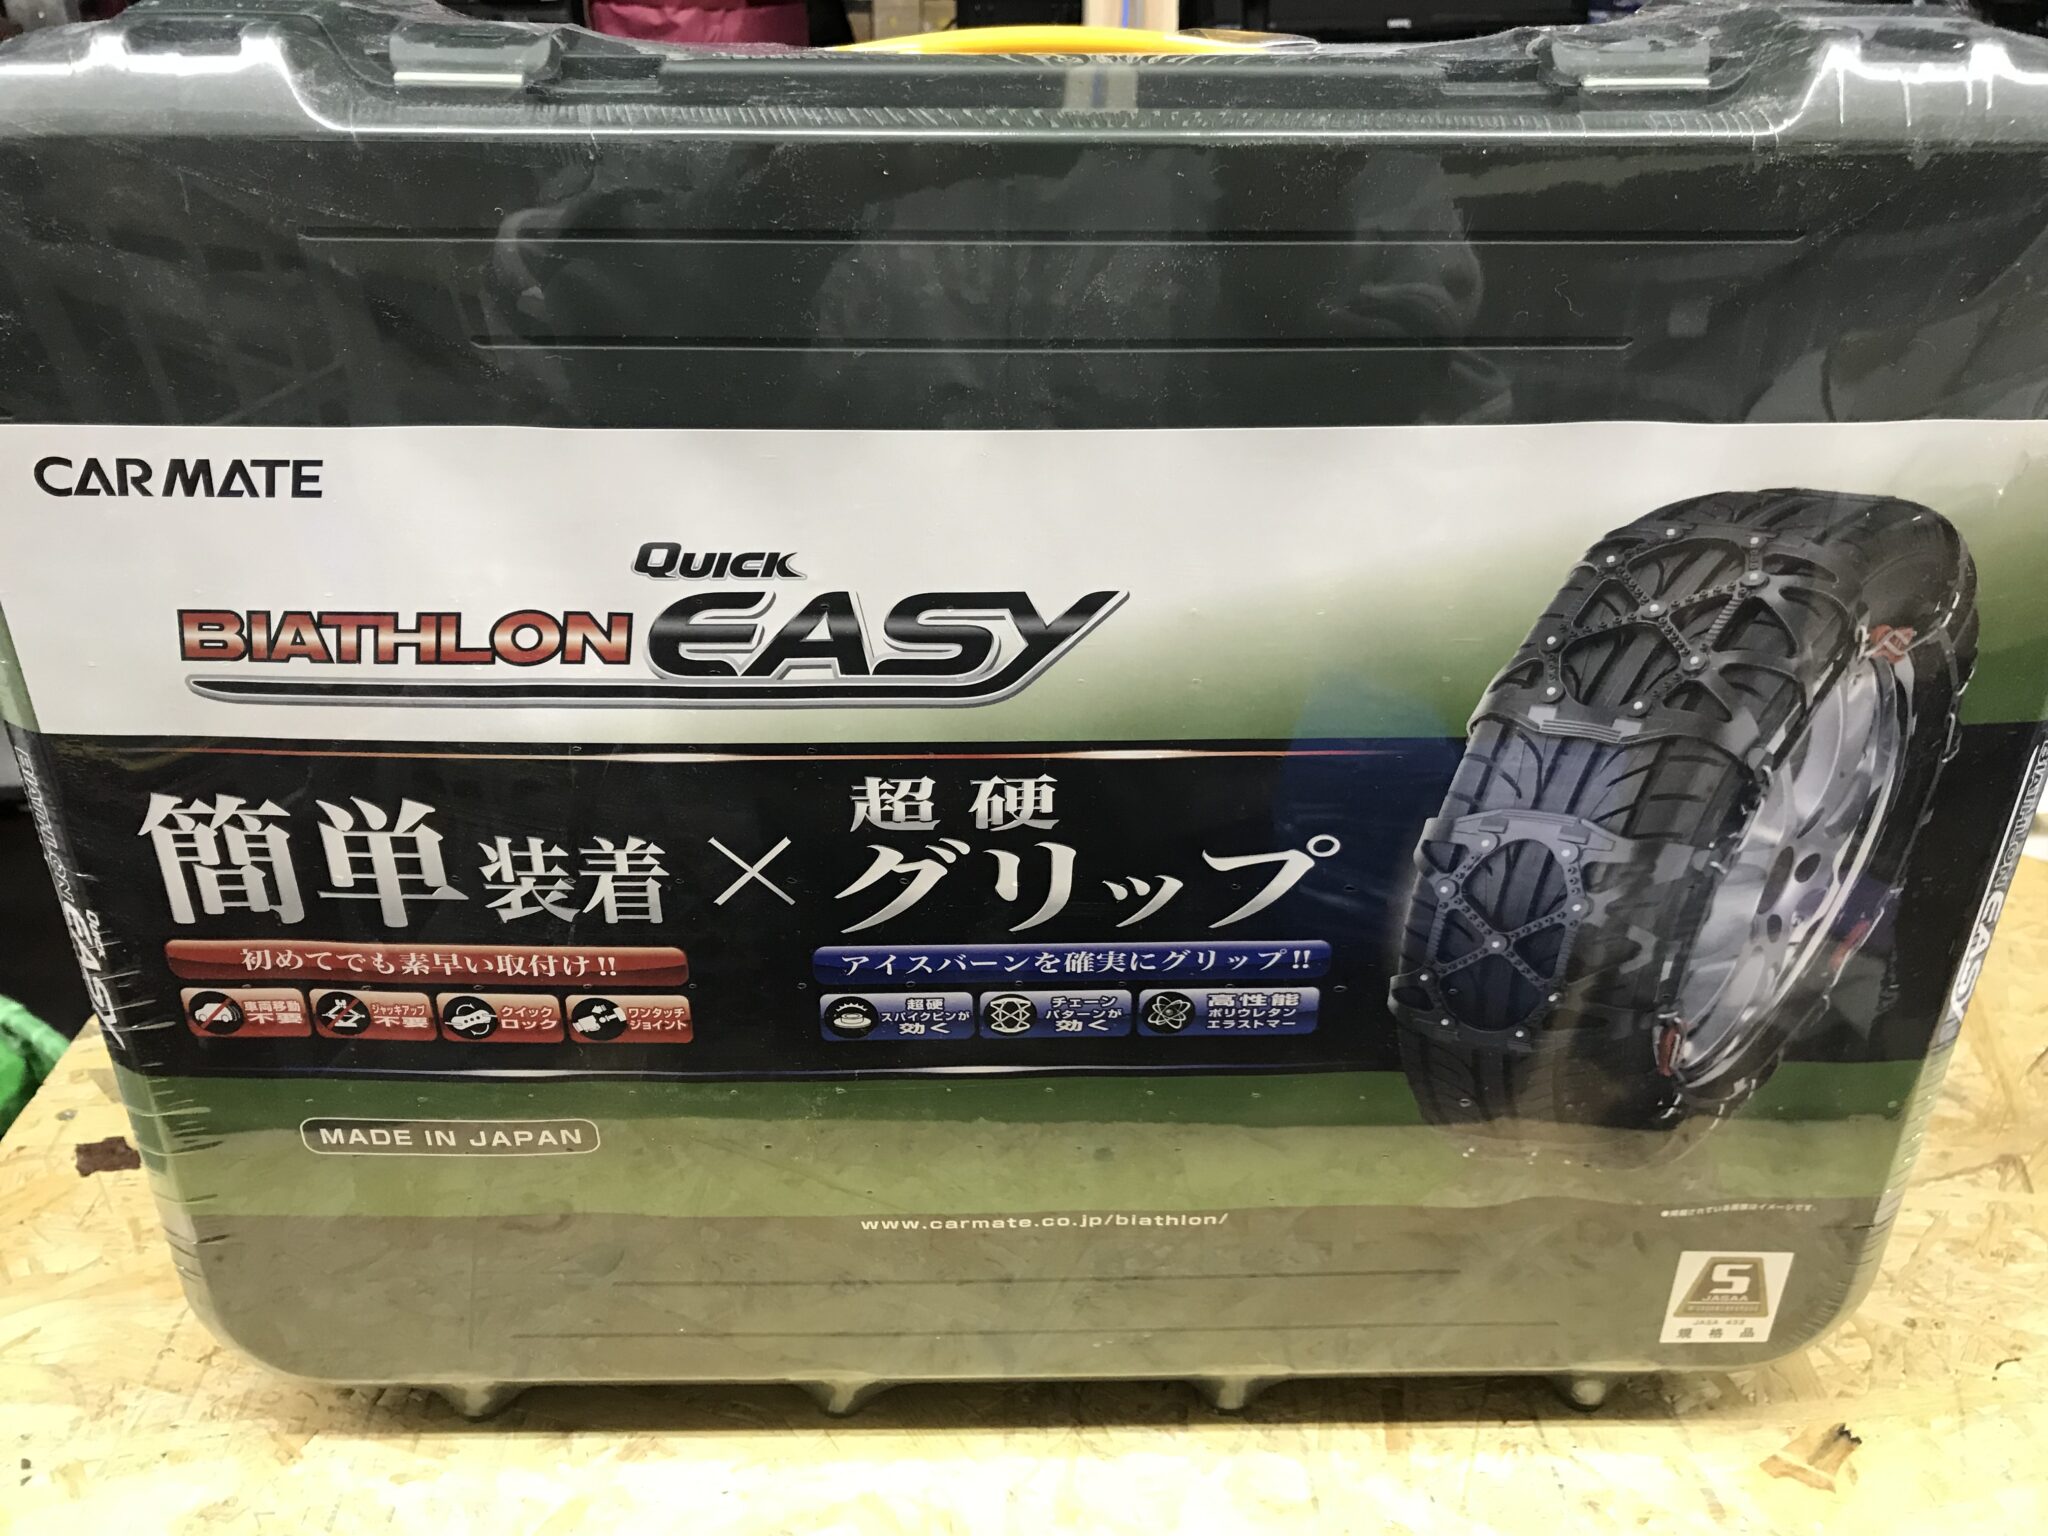 CAR MATE
QUICK
BIATHLON EASY
簡単装着×超硬グリップ
初めてでも素早い取付け!!
アイスバーンを確実にグリップ!!
車両移動
不要
ジャッキアップ
不要
クイック
ロック
ワンタッチ
ジョイント
超硬
スパイクピンが
効く
チェーン
パターンが
効く
高性能
ポリウレタン
エラストマー
MADE IN JAPAN
www.carmate.co.jp/biathlon/
S
JASAA
規格品
BIATHLON
QUICK
EASY
EASY